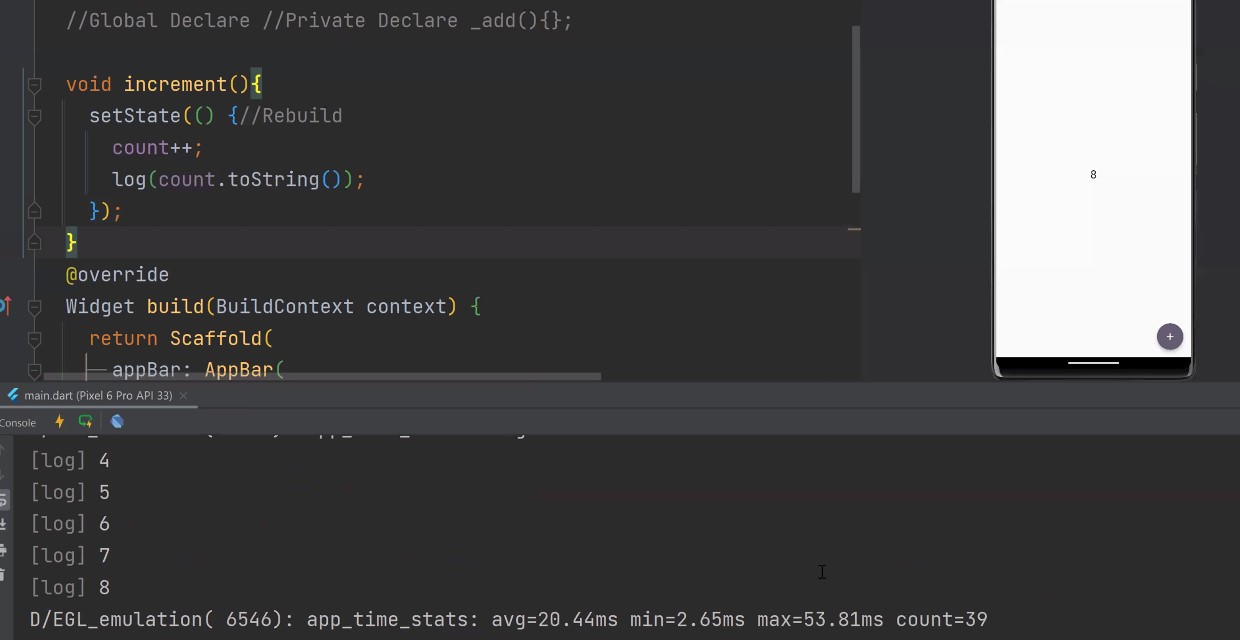 //Global Declare //Private Declare _add(){};
void increment(){
setState(() {//Rebuild
count++;
log(count.toString());
});
}
@override
Widget build(BuildContext context) {
return Scaffold(
appBar: AppBar(
8
+
main.dart (Pixel 6 Pro API 33)
Console
[log] 4
[log] 5
[log] 6
[log] 7
[log] 8
D/EGL_emulation( 6546): app_time_stats: avg=20.44ms min=2.65ms max=53.81ms count=39